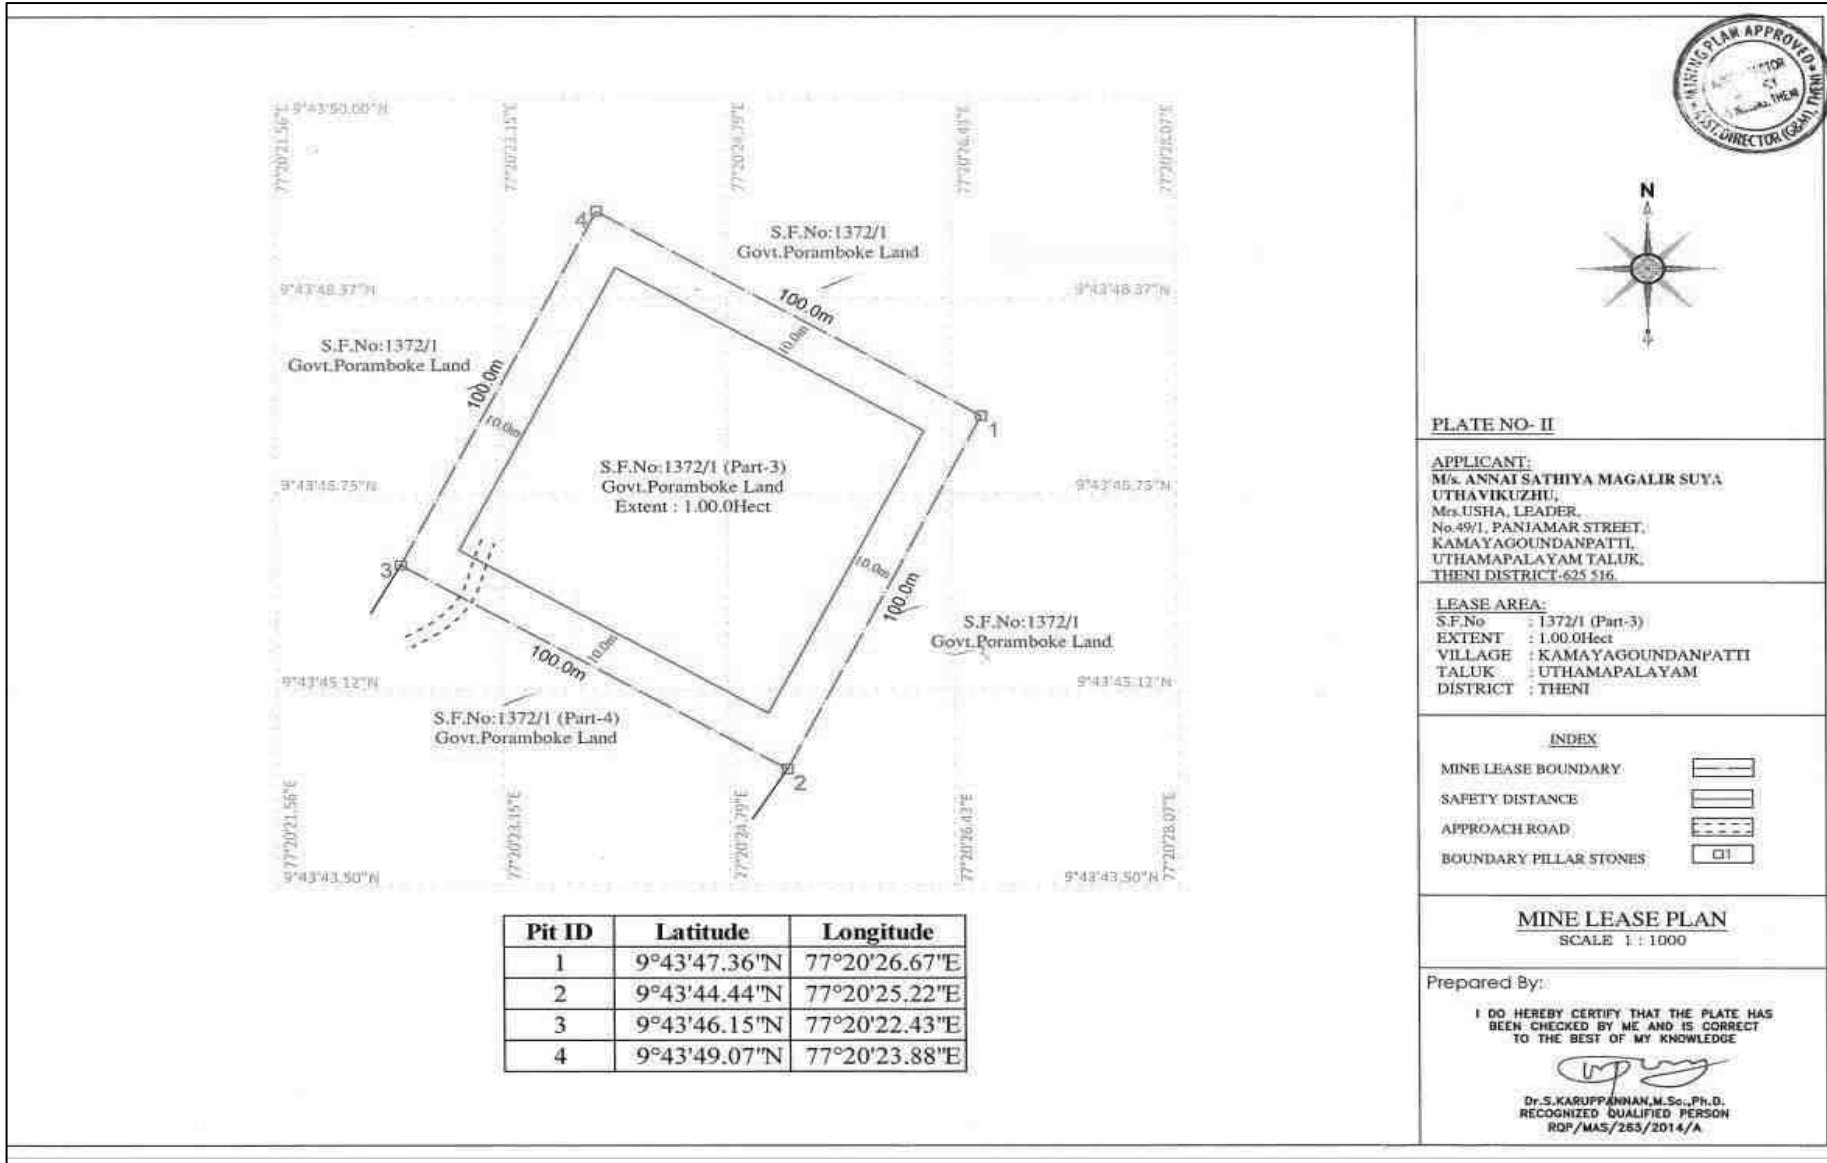 MINING PLAN APPROVED
ASST. DIRECTOR (G&M), THENI
N
9°43'50.00"N
77°20'21.56"E
77°20'23.15"E
77°20'24.79"E
77°20'26.43"E
77°20'28.07"E
4
S.F.No:1372/1
Govt.Poramboke Land
100.0m
10.0m
9°43'48.37"N
9°43'48.37"N
S.F.No:1372/1
Govt.Poramboke Land
100.0m
10.0m
1
S.F.No:1372/1 (Part-3)
Govt.Poramboke Land
Extent : 1.00.0Hect
9°43'46.75"N
9°43'46.75"N
3
10.0m
100.0m
S.F.No:1372/1
Govt.Poramboke Land
10.0m
100.0m
9°43'45.12"N
9°43'45.12"N
S.F.No:1372/1 (Part-4)
Govt.Poramboke Land
2
77°20'21.56"E
77°20'23.15"E
77°20'24.79"E
77°20'26.43"E
77°20'28.07"E
9°43'43.50"N
9°43'43.50"N
Pit ID Latitude Longitude
1 9°43'47.36"N 77°20'26.67"E
2 9°43'44.44"N 77°20'25.22"E
3 9°43'46.15"N 77°20'22.43"E
4 9°43'49.07"N 77°20'23.88"E
PLATE NO- II
APPLICANT:
M/s. ANNAI SATHIYA MAGALIR SUYA
UTHAVIKUZHU,
Mrs.USHA, LEADER,
No.49/1, PANJAMAR STREET,
KAMAYAGOUNDANPATTI,
UTHAMAPALAYAM TALUK,
THENI DISTRICT-625 516.
LEASE AREA:
S.F.No : 1372/1 (Part-3)
EXTENT : 1.00.0Hect
VILLAGE : KAMAYAGOUNDANPATTI
TALUK : UTHAMAPALAYAM
DISTRICT : THENI
INDEX
MINE LEASE BOUNDARY
SAFETY DISTANCE
APPROACH ROAD
BOUNDARY PILLAR STONES 1
MINE LEASE PLAN
SCALE 1 : 1000
Prepared By:
I DO HEREBY CERTIFY THAT THE PLATE HAS
BEEN CHECKED BY ME AND IS CORRECT
TO THE BEST OF MY KNOWLEDGE
Dr.S.KARUPPANNAN,M.Sc.,Ph.D.
RECOGNIZED QUALIFIED PERSON
RQP/MAS/263/2014/A